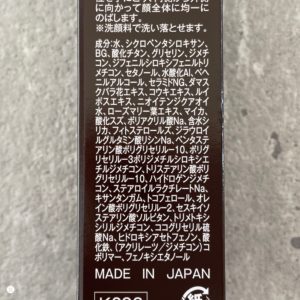 に向かって顔全体に均一に
のばします。
※洗顔料で洗い落とせます。
成分:水、シクロペンタシロキサン、
BG、酸化チタン、グリセリン、ジメチ
コン、ジフェニルシロキシフェニルトリ
メチコン、セタノール、水酸化Al、ベ
ヘニルアルコール、セラミドNG、ダマス
クバラ花エキス、コウキエキス、ルイ
ボスエキス、ニオイテンジクアオイ
水、ローズマリー葉エキス、マイカ、
酸化スズ、ポリアクリル酸Na、含水
シリカ、フィトステロールズ、ジラウロイ
ルグルタミン酸リシンNa、ペンタステ
アリン酸ポリグリセリル-10、ポリグリ
セリル-3ポリジメチルシロキシエチ
ルジメチコン、トリステアリン酸ポリ
グリセリル-10、ハイドロゲンジメチ
コン、ステアロイルラクチレートNa、
キサンタンガム、トコフェロール、オレ
イン酸ポリグリセリル-2、セスキイソ
ステアリン酸ソルビタン、トリメトキ
シシリルジメチコン、ココグリセリル硫
酸Na、ヒドロキシアセトフェノン、酸
化鉄、(アクリレーツ/ジメチコン)コ
ポリマー、フェノキシエタノール
MADE IN JAPAN
紙